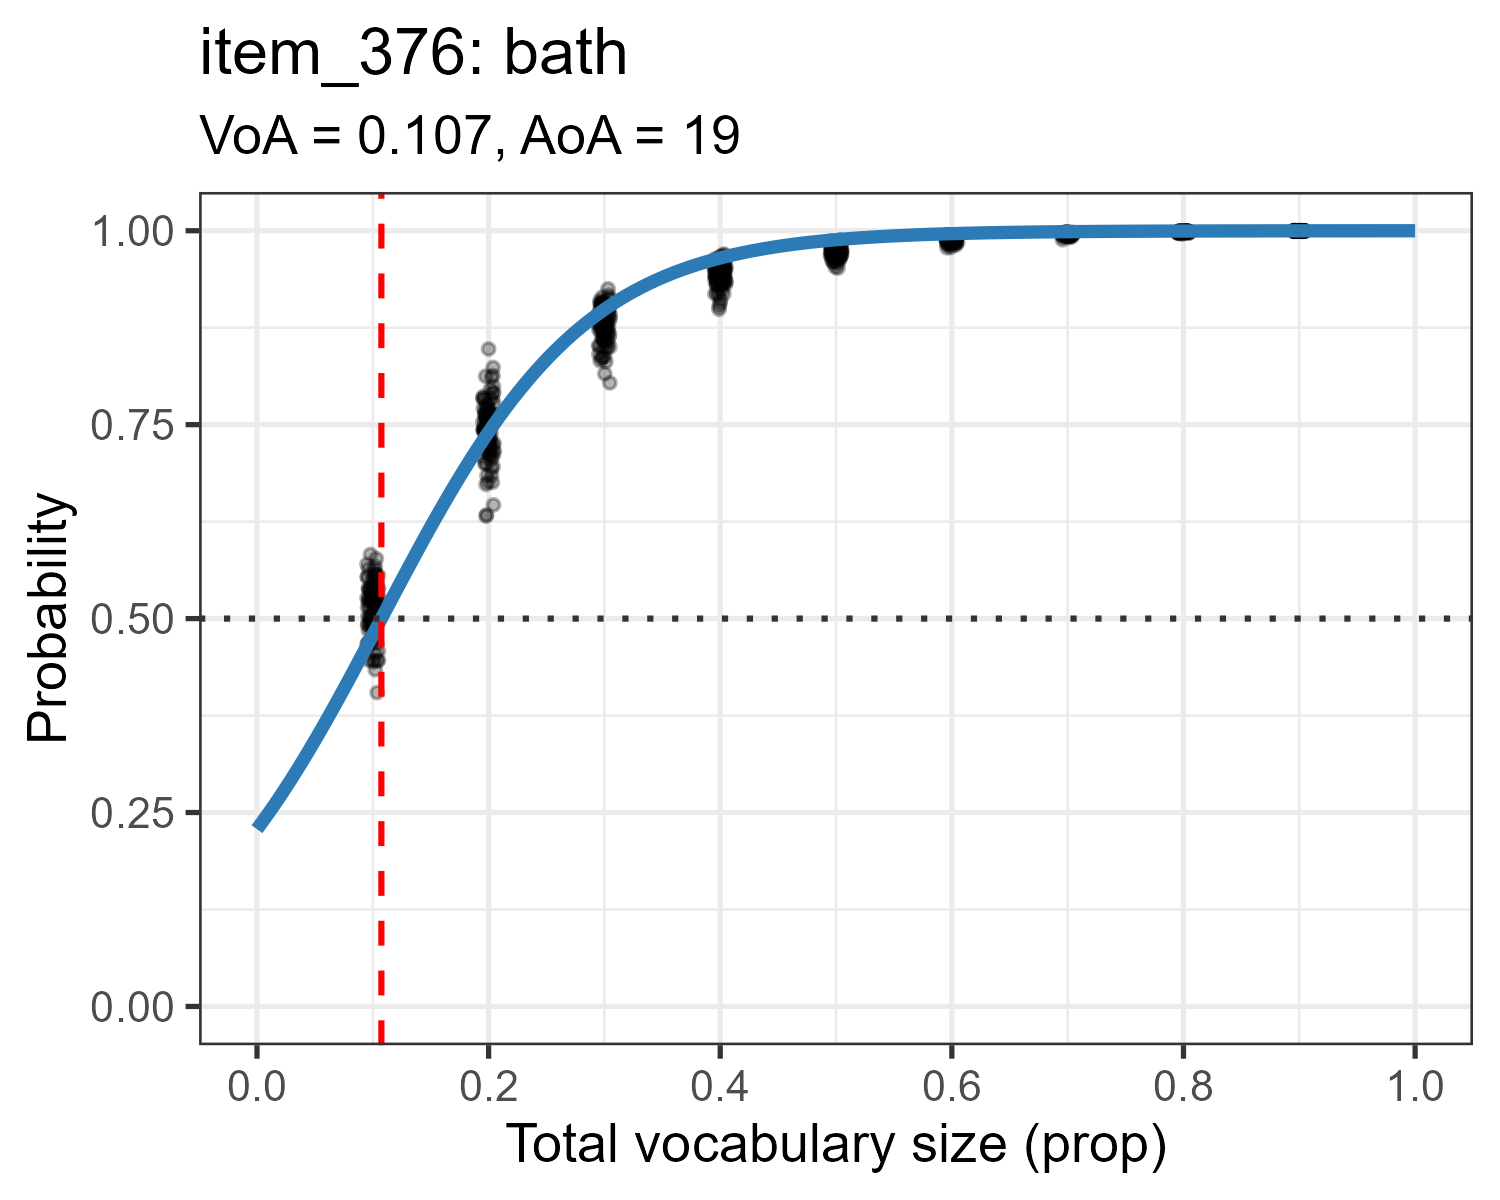 item_376: bath
VoA = 0.107, AoA = 19
1.00
0.75
0.50
0.25
0.00
Probability
0.0 0.2 0.4 0.6 0.8 1.0
Total vocabulary size (prop)